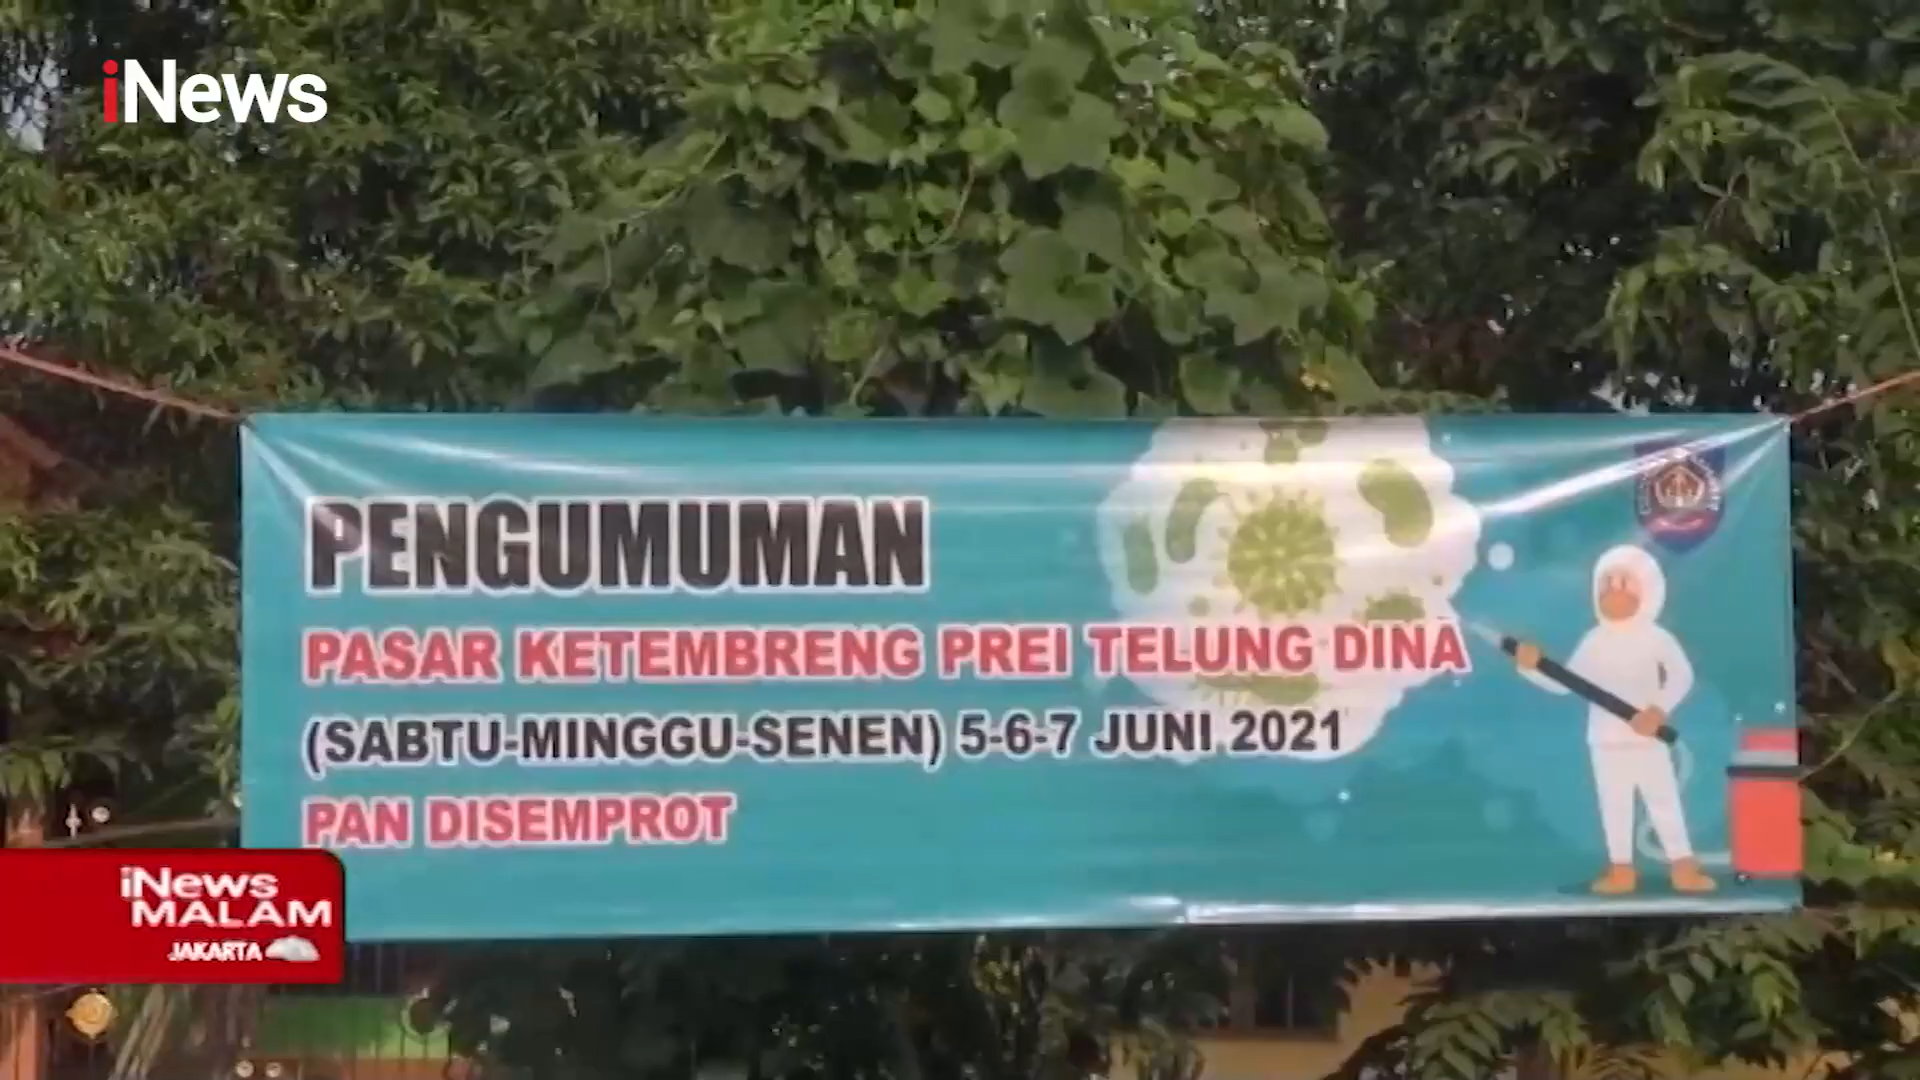 iNews
PENGUMUMAN
PASAR KETEMBRENG PREI TELUNG DINA
(SABTU-MINGGU-SENEN) 5-6-7 JUNI 2021
PAN DISEMPROT
iNews
MALAM
JAKARTA